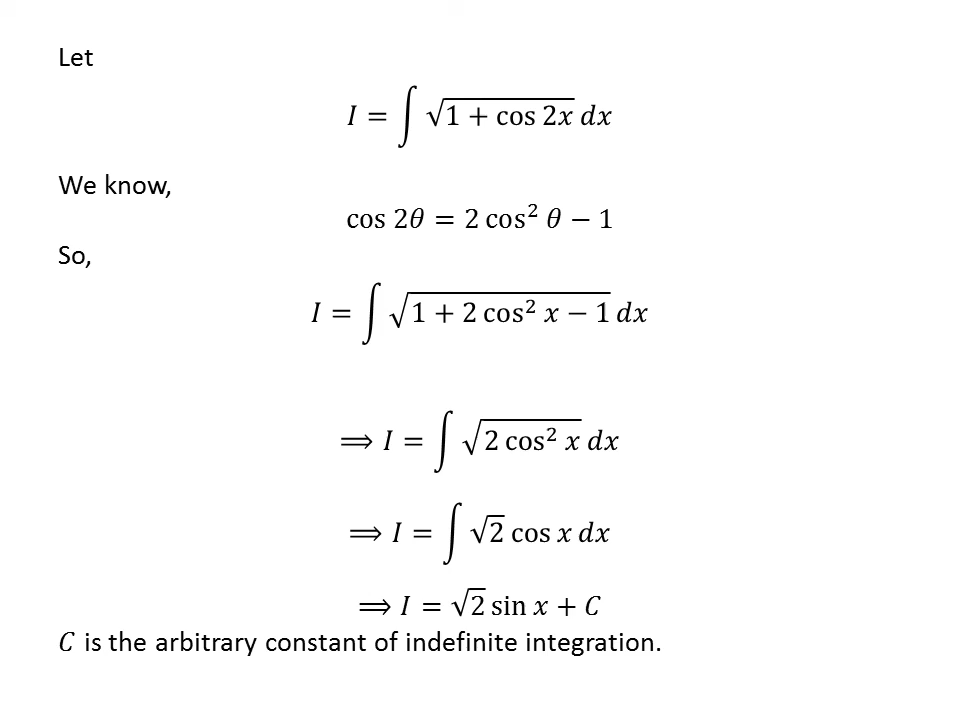 Let
𝐼 = ∫ √(1 + cos 2𝑥) 𝑑𝑥
We know,
cos 2𝜃 = 2 cos² 𝜃 − 1
So,
𝐼 = ∫ √(1 + 2 cos² 𝑥 − 1) 𝑑𝑥
⟹ 𝐼 = ∫ √(2 cos² 𝑥) 𝑑𝑥
⟹ 𝐼 = ∫ √2 cos 𝑥 𝑑𝑥
⟹ 𝐼 = √2 sin 𝑥 + 𝐶
𝐶 is the arbitrary constant of indefinite integration.